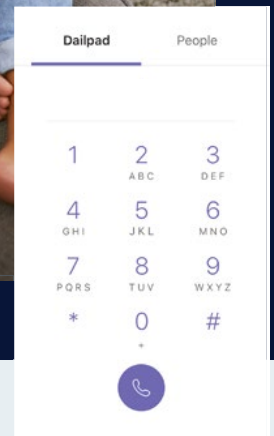 Dailpad People
1 2 3
ABC DEF
4 5 6
GHI JKL MNO
7 8 9
PQRS TUV WXYZ
* 0 #
+